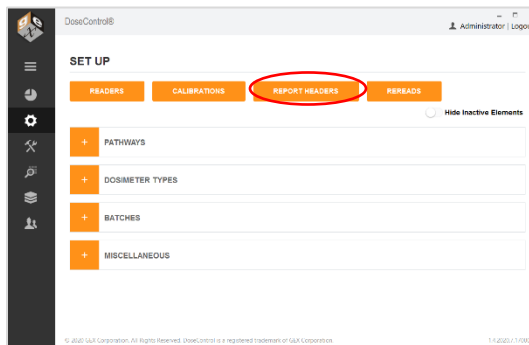 DoseControl®
Administrator | Logou
SET UP
READERS CALIBRATIONS REPORT HEADERS REREADS
Hide Inactive Elements
+ PATHWAYS
+ DOSIMETER TYPES
+ BATCHES
+ MISCELLANEOUS
© 2020 GEX Corporation. All Rights Reserved. DoseControl is a registered trademark of GEX Corporation.